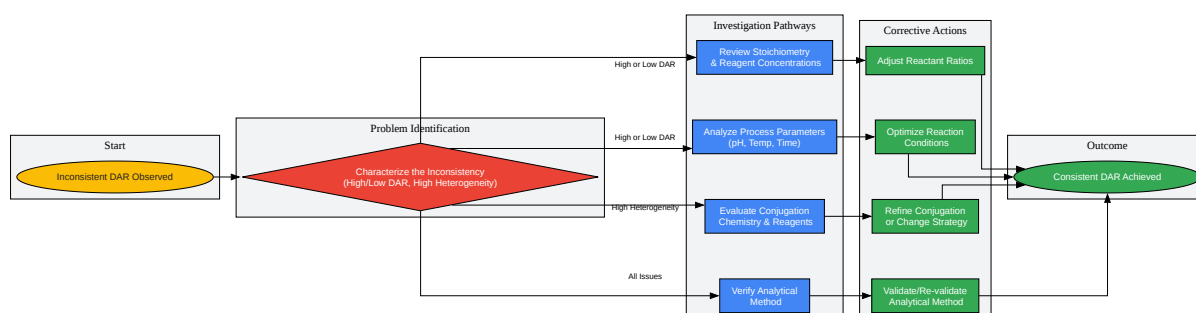 Start
Inconsistent DAR Observed
Problem Identification
Characterize the Inconsistency
(High/Low DAR, High Heterogeneity)
High or Low DAR
High or Low DAR
High Heterogeneity
All Issues
Investigation Pathways
Review Stoichiometry
& Reagent Concentrations
Analyze Process Parameters
(pH, Temp, Time)
Evaluate Conjugation
Chemistry & Reagents
Verify Analytical
Method
Corrective Actions
Adjust Reactant Ratios
Optimize Reaction
Conditions
Refine Conjugation
or Change Strategy
Validate/Re-validate
Analytical Method
Outcome
Consistent DAR Achieved